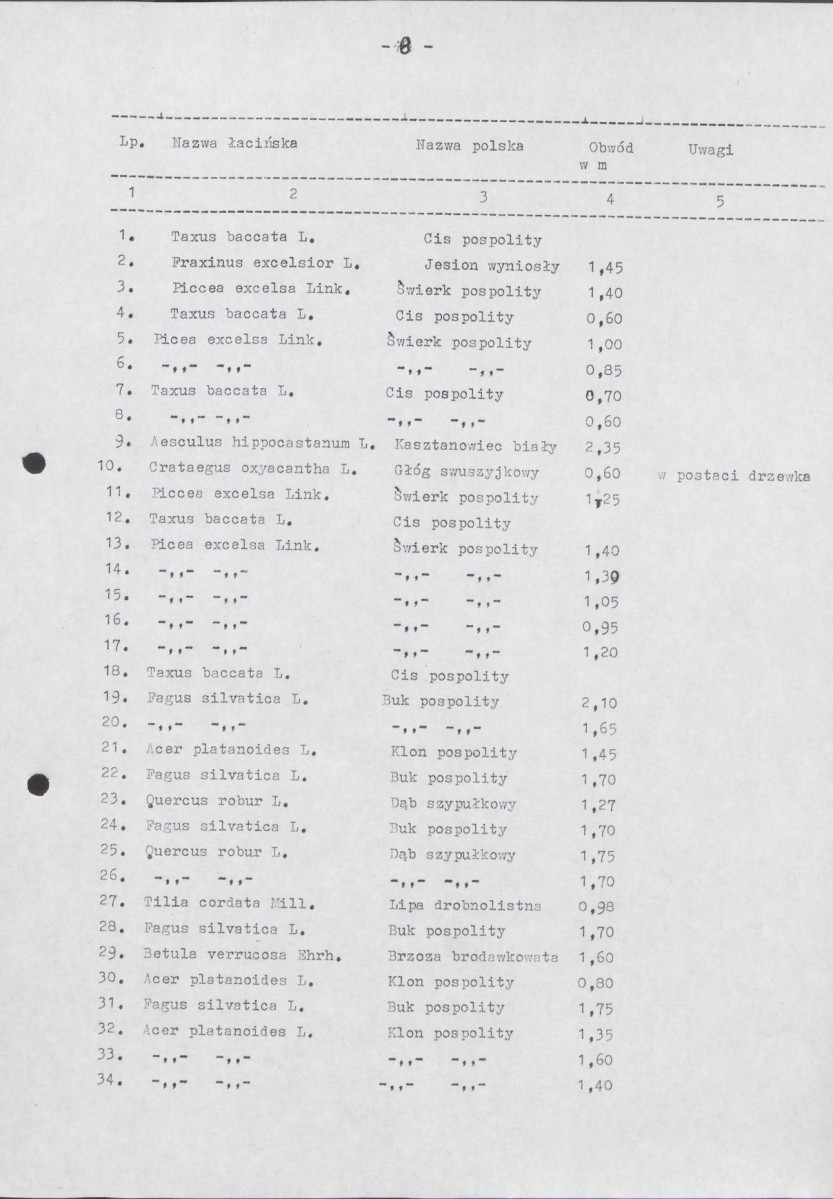 - 8 -
Lp. Nazwa łacińska Nazwa polska Obwód w m Uwagi
1 2 3 4 5
1. Taxus baccata L. Cis pospolity
2. Fraxinus excelsior L. Jesion wyniosły 1,45
3. Piccea excelsa Link. Świerk pospolity 1,40
4. Taxus baccata L. Cis pospolity 0,60
5. Picea excelsa Link. Świerk pospolity 1,00
6. -,,- -,,- -,,- -,,- 0,85
7. Taxus baccata L. Cis pospolity 0,70
8. -,,- -,,- -,,- -,,- 0,60
9. Aesculus hippocastanum L. Kasztanowiec biały 2,35
10. Crataegus oxyacantha L. Głóg swuszyjkowy 0,60 w postaci drzewka
11. Piccea excelsa Link. Świerk pospolity 1,25
12. Taxus baccata L. Cis pospolity
13. Picea excelsa Link. Świerk pospolity 1,40
14. -,,- -,,- -,,- -,,- 1,30
15. -,,- -,,- -,,- -,,- 1,05
16. -,,- -,,- -,,- -,,- 0,95
17. -,,- -,,- -,,- -,,- 1,20
18. Taxus baccata L. Cis pospolity
19. Fagus silvatica L. Buk pospolity 2,10
20. -,,- -,,- -,,- -,,- 1,65
21. Acer platanoides L. Klon pospolity 1,45
22. Fagus silvatica L. Buk pospolity 1,70
23. Quercus robur L. Dąb szypułkowy 1,27
24. Fagus silvatica L. Buk pospolity 1,70
25. Quercus robur L. Dąb szypułkowy 1,75
26. -,,- -,,- -,,- -,,- 1,70
27. Tilia cordata Mill. Lipa drobnolistna 0,98
28. Fagus silvatica L. Buk pospolity 1,70
29. Betula verrucosa Ehrh. Brzoza brodawkowata 1,60
30. Acer platanoides L. Klon pospolity 0,80
31. Fagus silvatica L. Buk pospolity 1,75
32. Acer platanoides L. Klon pospolity 1,35
33. -,,- -,,- -,,- -,,- 1,60
34. -,,- -,,- -,,- -,,- 1,40